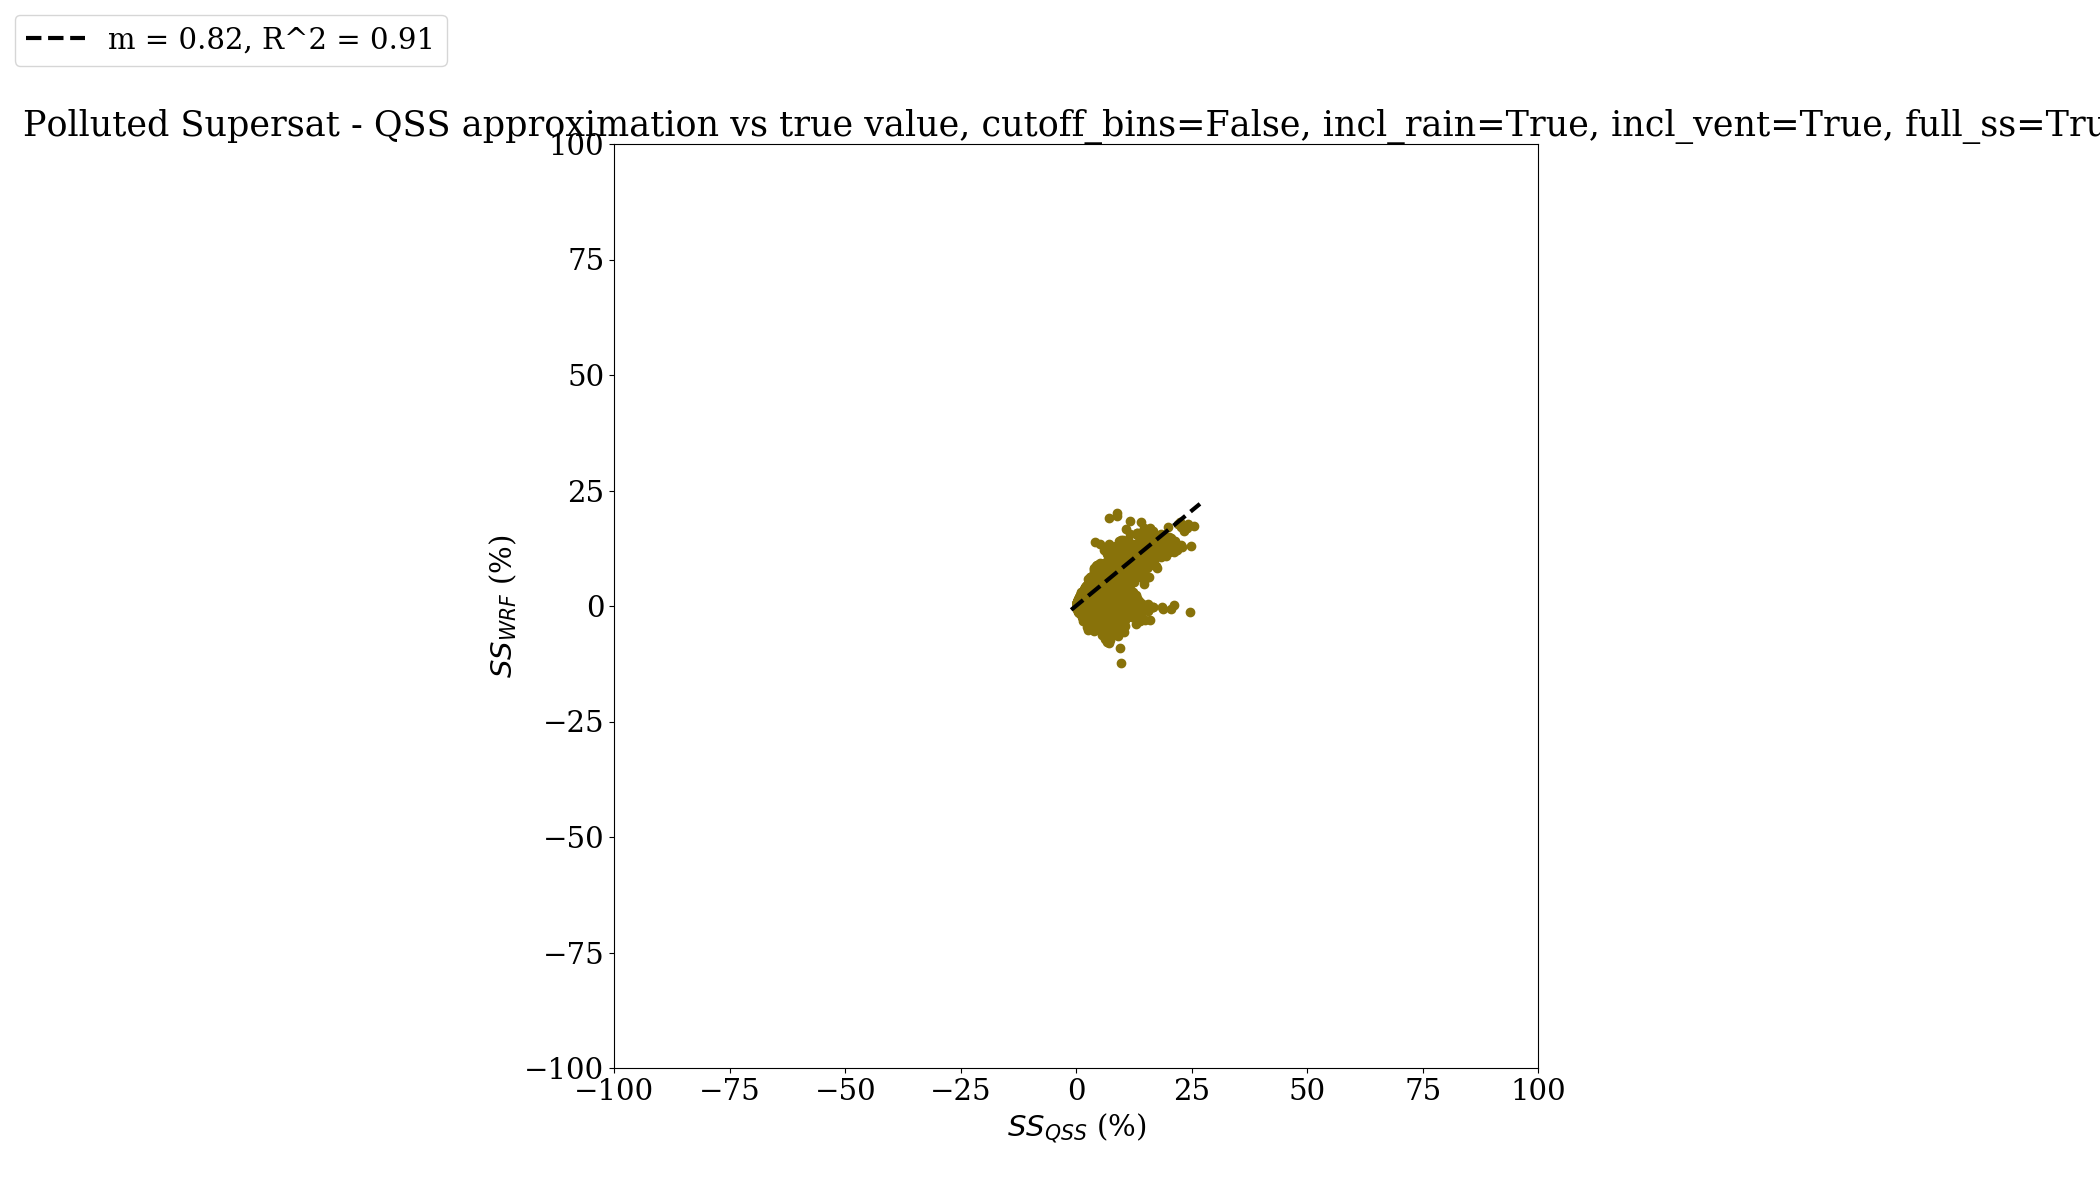 m = 0.82, R^2 = 0.91
Polluted Supersat - QSS approximation vs true value, cutoff_bins=False, incl_rain=True, incl_vent=True, full_ss=Tru
100
75
50
25
0
−25
−50
−75
−100
SS_WRF (%)
−100 −75 −50 −25 0 25 50 75 100
SS_QSS (%)